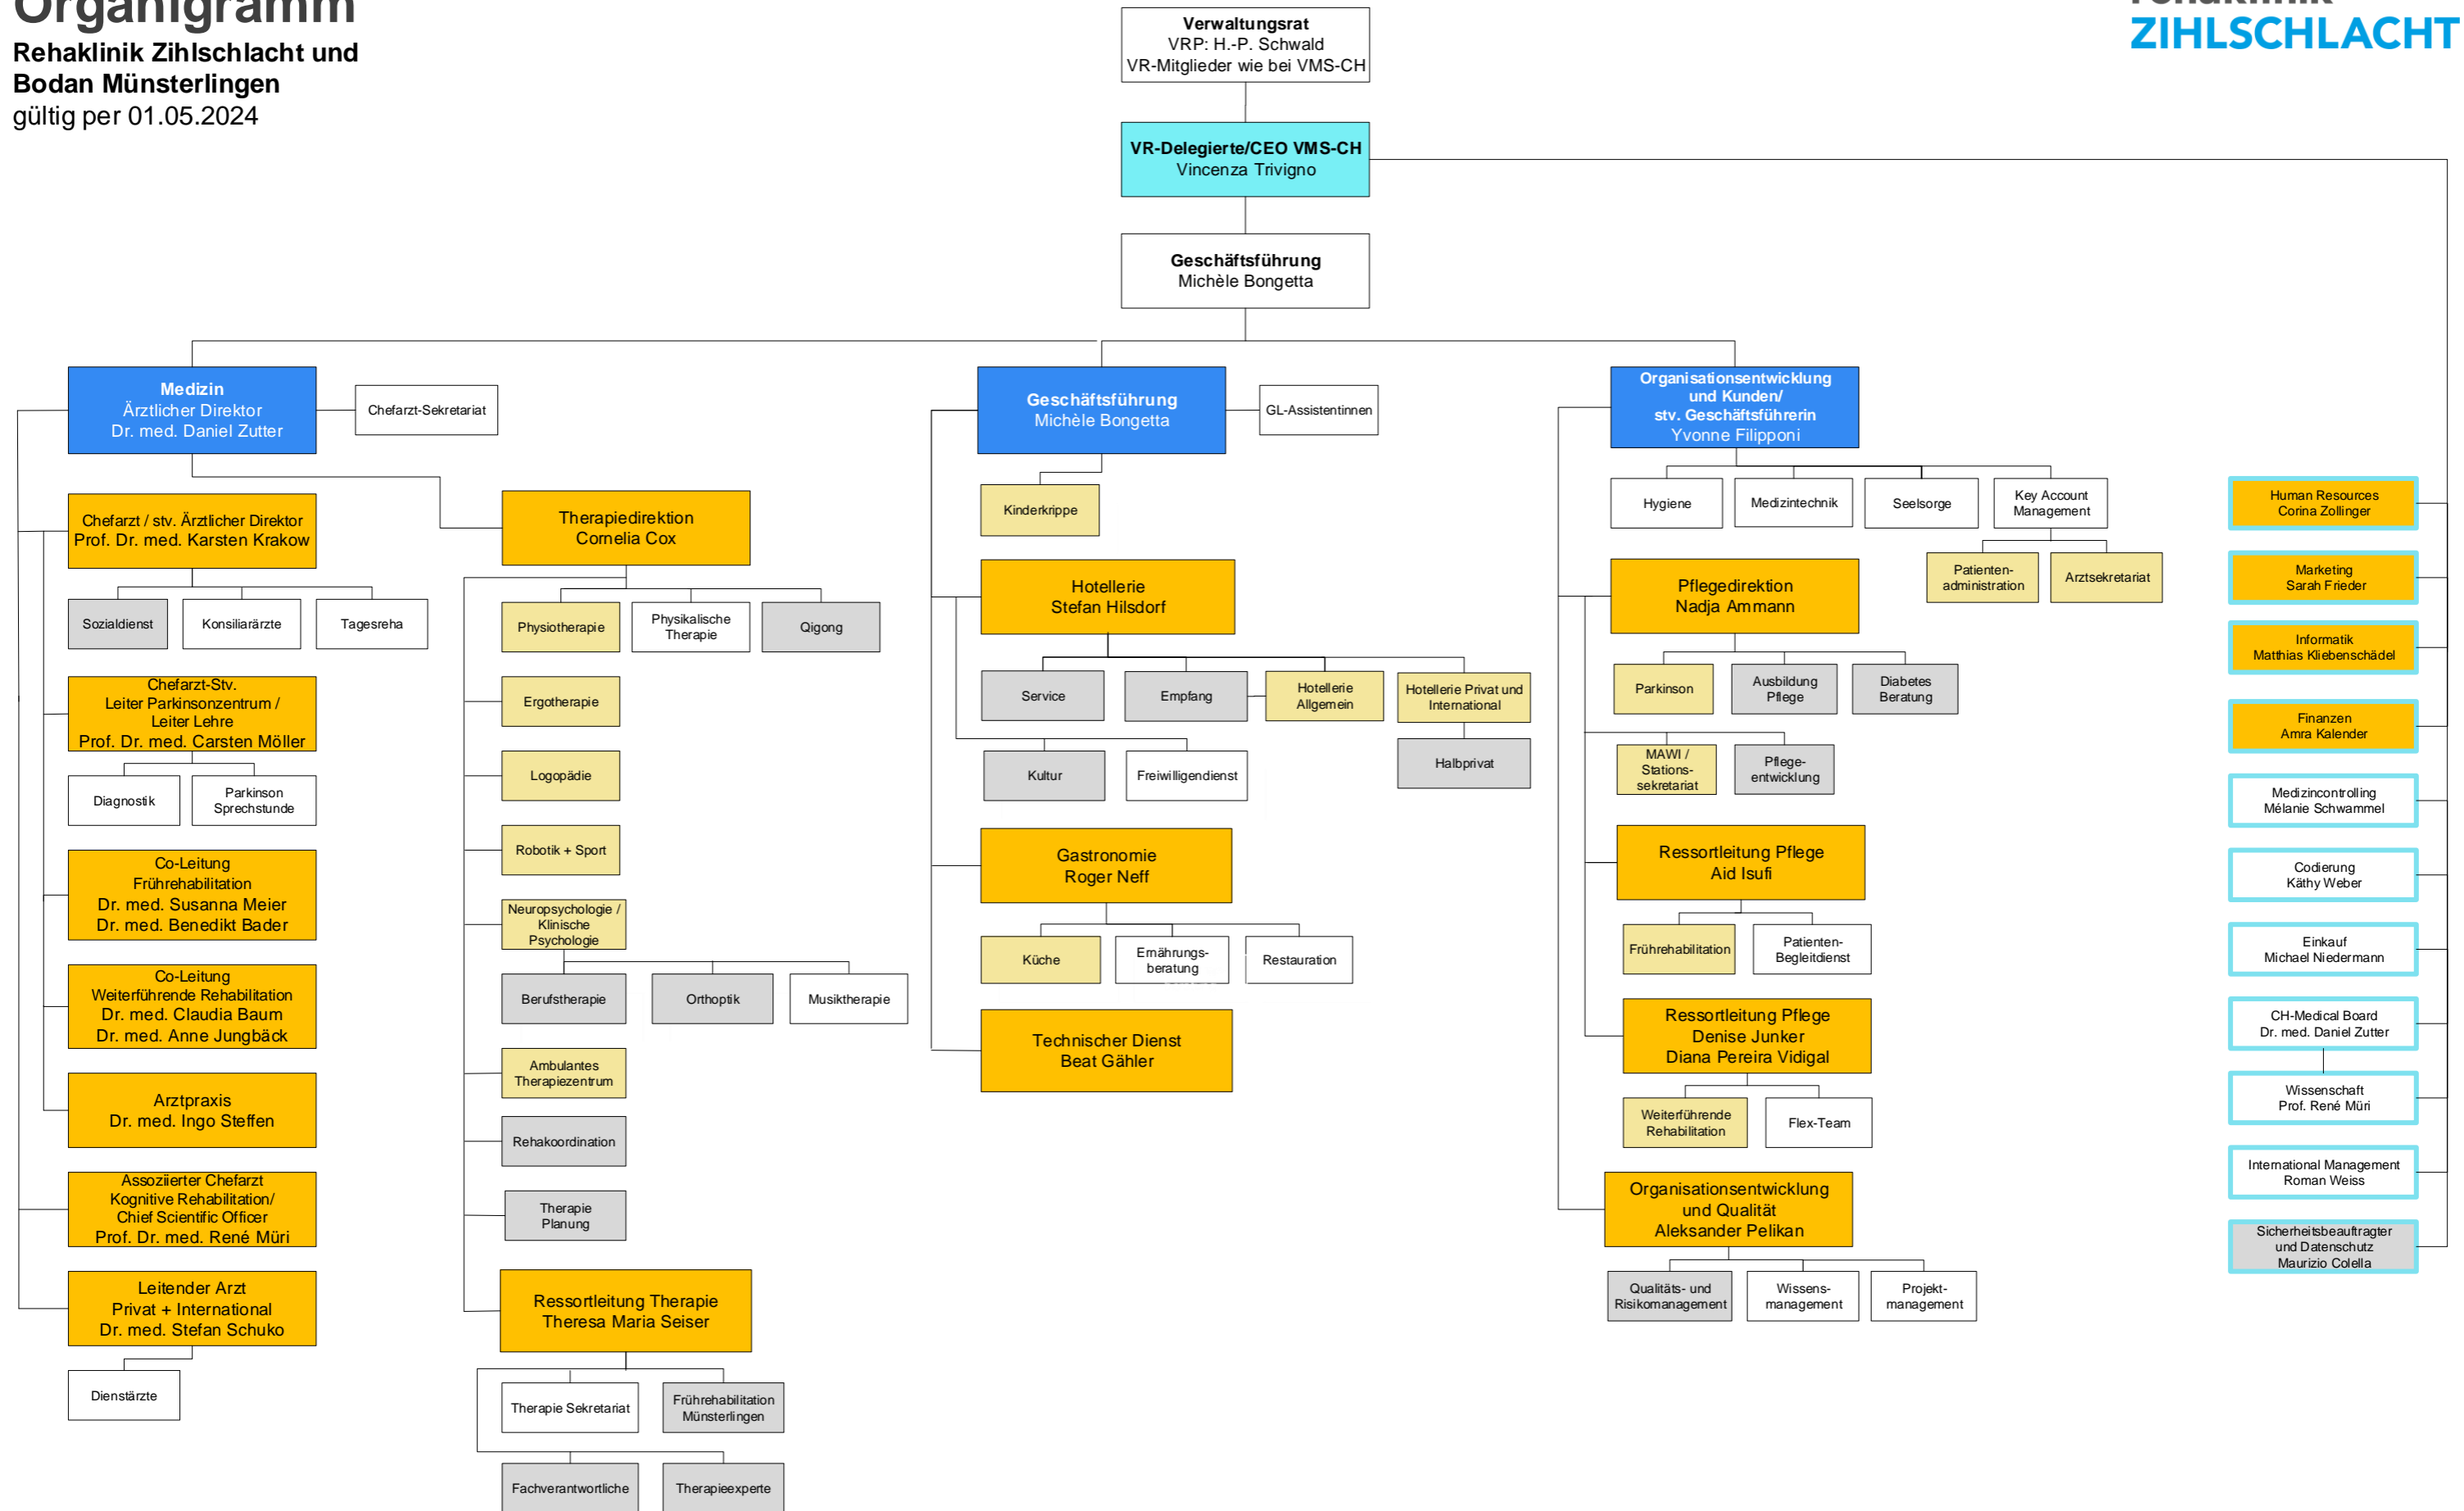 Organigramm
Rehaklinik Zihlschlacht und
Bodan Münsterlingen
gültig per 01.05.2024
rehaklinik
ZIHLSCHLACHT
Verwaltungsrat
VRP: H.-P. Schwald
VR-Mitglieder wie bei VMS-CH
VR-Delegierte/CEO VMS-CH
Vincenza Trivigno
Geschäftsführung
Michèle Bongetta
Medizin
Ärztlicher Direktor
Dr. med. Daniel Zutter
Chefarzt-Sekretariat
Chefarzt / stv. Ärztlicher Direktor
Prof. Dr. med. Karsten Krakow
Sozialdienst
Konsiliarärzte
Tagesreha
Chefarzt-Stv.
Leiter Parkinsonzentrum /
Leiter Lehre
Prof. Dr. med. Carsten Möller
Diagnostik
Parkinson
Sprechstunde
Co-Leitung
Frührehabilitation
Dr. med. Susanna Meier
Dr. med. Benedikt Bader
Co-Leitung
Weiterführende Rehabilitation
Dr. med. Claudia Baum
Dr. med. Anne Jungbäck
Arztpraxis
Dr. med. Ingo Steffen
Assoziierter Chefarzt
Kognitive Rehabilitation/
Chief Scientific Officer
Prof. Dr. med. René Müri
Leitender Arzt
Privat + International
Dr. med. Stefan Schuko
Dienstärzte
Therapiedirektion
Cornelia Cox
Physiotherapie
Physikalische
Therapie
Qigong
Ergotherapie
Logopädie
Robotik + Sport
Neuropsychologie /
Klinische
Psychologie
Berufstherapie
Orthoptik
Musiktherapie
Ambulantes
Therapiezentrum
Rehakoordination
Therapie
Planung
Ressortleitung Therapie
Theresa Maria Seiser
Therapie Sekretariat
Frührehabilitation
Münsterlingen
Fachverantwortliche
Therapieexperte
Geschäftsführung
Michèle Bongetta
GL-Assistentinnen
Kinderkrippe
Hotellerie
Stefan Hilsdorf
Service
Empfang
Hotellerie
Allgemein
Hotellerie Privat und
International
Kultur
Freiwilligendienst
Halbprivat
Gastronomie
Roger Neff
Küche
Ernährungs-
beratung
Restauration
Technischer Dienst
Beat Gähler
Organisationsentwicklung
und Kunden/
stv. Geschäftsführerin
Yvonne Filipponi
Hygiene
Medizintechnik
Seelsorge
Key Account
Management
Patienten-
administration
Arztsekretariat
Pflegedirektion
Nadja Ammann
Parkinson
Ausbildung
Pflege
Diabetes
Beratung
MAWI /
Stations-
sekretariat
Pflege-
entwicklung
Ressortleitung Pflege
Aid Isufi
Frührehabilitation
Patienten-
Begleitdienst
Ressortleitung Pflege
Denise Junker
Diana Pereira Vidigal
Weiterführende
Rehabilitation
Flex-Team
Organisationsentwicklung
und Qualität
Aleksander Pelikan
Qualitäts- und
Risikomanagement
Wissens-
management
Projekt-
management
Human Resources
Corina Zollinger
Marketing
Sarah Frieder
Informatik
Matthias Kliebenschädel
Finanzen
Amra Kalender
Medizincontrolling
Mélanie Schwammel
Codierung
Käthy Weber
Einkauf
Michael Niedermann
CH-Medical Board
Dr. med. Daniel Zutter
Wissenschaft
Prof. René Müri
International Management
Roman Weiss
Sicherheitsbeauftragter
und Datenschutz
Maurizio Colella